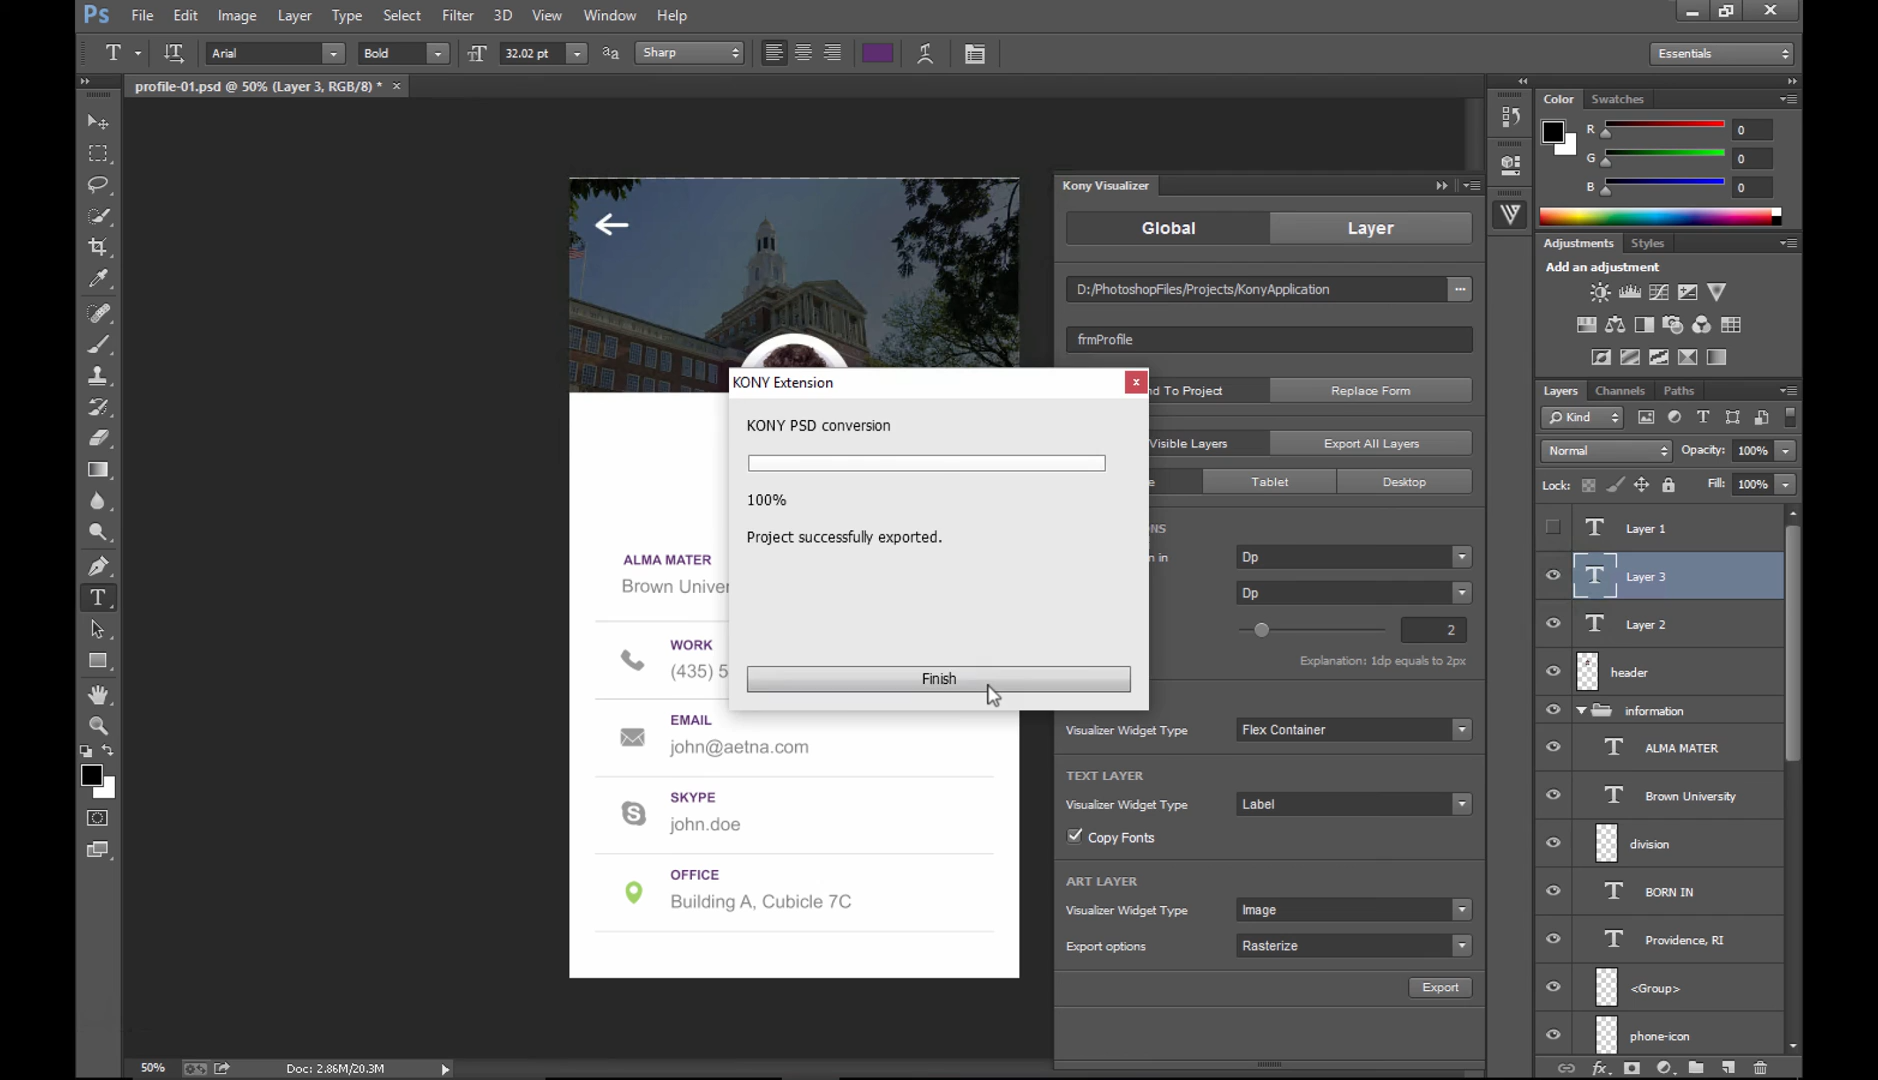 Ps File Edit Image Layer Type Select Filter 3D View Window Help
T Arial Bold 32.02 pt aa Sharp Essentials
profile-01.psd @ 50% (Layer 3, RGB/8) * ×
Kony Visualizer
Global Layer
D:/PhotoshopFiles/Projects/KonyApplication ...
frmProfile
nd To Project Replace Form
Visible Layers Export All Layers
e Tablet Desktop
ONS
n in Dp
Dp
2
Explanation: 1dp equals to 2px
Visualizer Widget Type Flex Container
TEXT LAYER
Visualizer Widget Type Label
Copy Fonts
ART LAYER
Visualizer Widget Type Image
Export options Rasterize
Export
KONY Extension
KONY PSD conversion
100%
Project successfully exported.
Finish
ALMA MATER
Brown Univer
WORK
(435) 5
EMAIL
john@aetna.com
SKYPE
john.doe
OFFICE
Building A, Cubicle 7C
Color Swatches
R 0
G 0
B 0
Adjustments Styles
Add an adjustment
Layers Channels Paths
Kind
Normal Opacity: 100%
Lock: Fill: 100%
Layer 1
Layer 3
Layer 2
header
information
ALMA MATER
Brown University
division
BORN IN
Providence, RI
<Group>
phone-icon
fx
50% Doc: 2.86M/20.3M